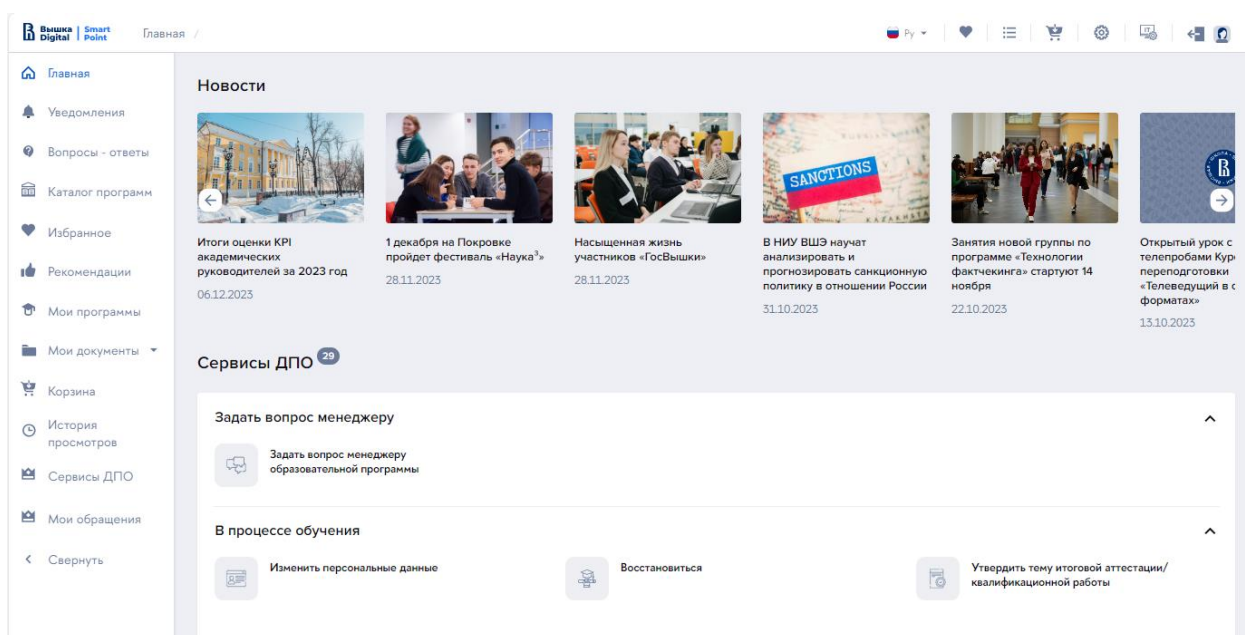 Вышка | Smart
Digital | Point
Главная /
Ру
Главная
Уведомления
Вопросы - ответы
Каталог программ
Избранное
Рекомендации
Мои программы
Мои документы
Корзина
История
просмотров
Сервисы ДПО
Мои обращения
Свернуть
Новости
SANCTIONS
Итоги оценки KPI
академических
руководителей за 2023 год
06.12.2023
1 декабря на Покровке
пройдет фестиваль «Наука³»
28.11.2023
Насыщенная жизнь
участников «ГосВышки»
28.11.2023
В НИУ ВШЭ научат
анализировать и
прогнозировать санкционную
политику в отношении России
31.10.2023
Занятия новой группы по
программе «Технологии
фактчекинга» стартуют 14
ноября
22.10.2023
Открытый урок с
телепробами
переподготовки
«Телеведущий в
форматах»
13.10.2023
Сервисы ДПО 29
Задать вопрос менеджеру
Задать вопрос менеджеру
образовательной программы
В процессе обучения
Изменить персональные данные
Восстановиться
Утвердить тему итоговой аттестации/
квалификационной работы